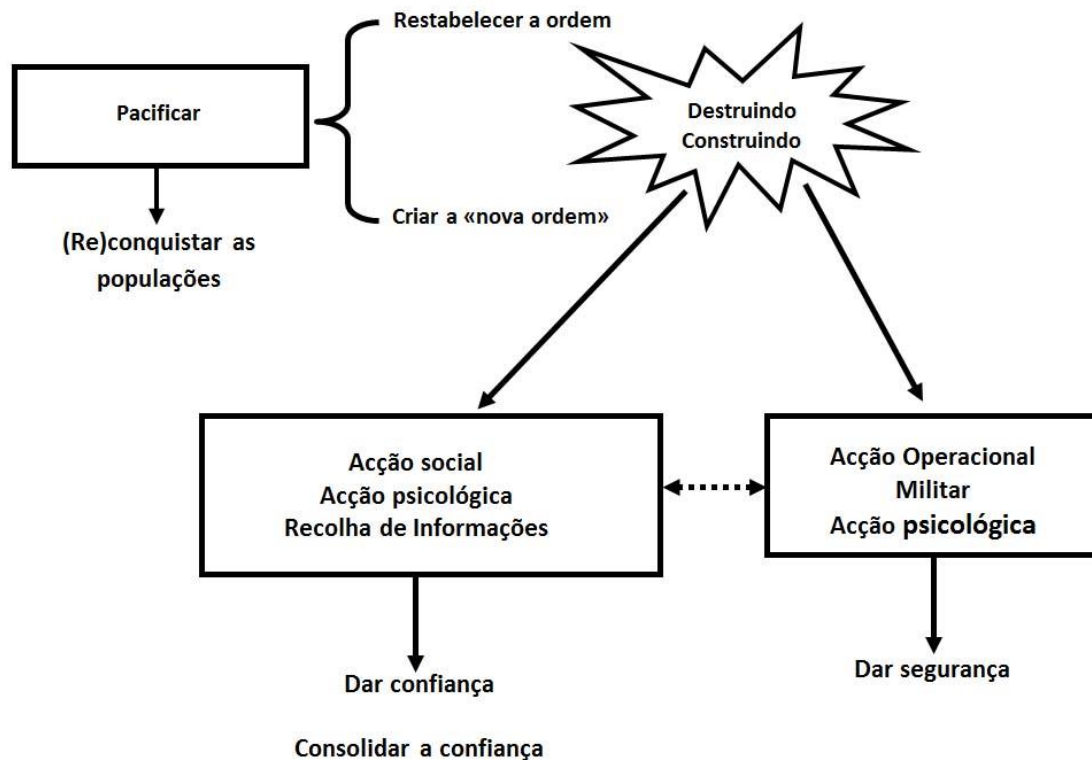 Restabelecer a ordem
Pacificar
Destruindo
Construindo
Criar a «nova ordem»
(Re)conquistar as
populações
Acção social
Acção psicológica
Recolha de Informações
Acção Operacional
Militar
Acção psicológica
Dar confiança
Dar segurança
Consolidar a confiança